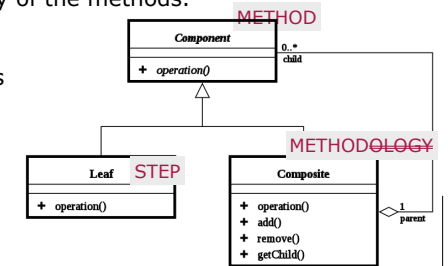 y of the methods.
METHOD
Component
+ operation()
0..*
child
s
METHODOLOGY
Leaf
STEP
Composite
+ operation()
+ operation()
+ add()
+ remove()
+ getChild()
1
parent